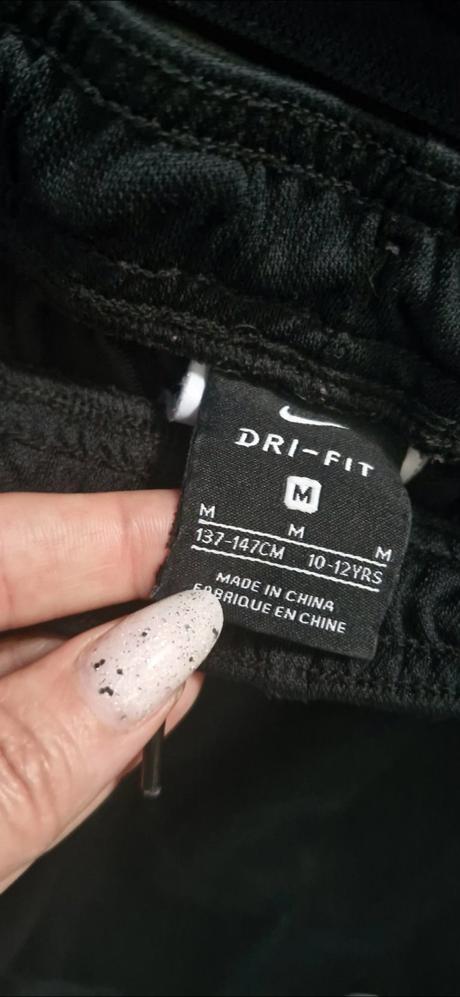 DRI-FIT
M
M M M
137-147CM 10-12YRS
MADE IN CHINA
FABRIQUE EN CHINE